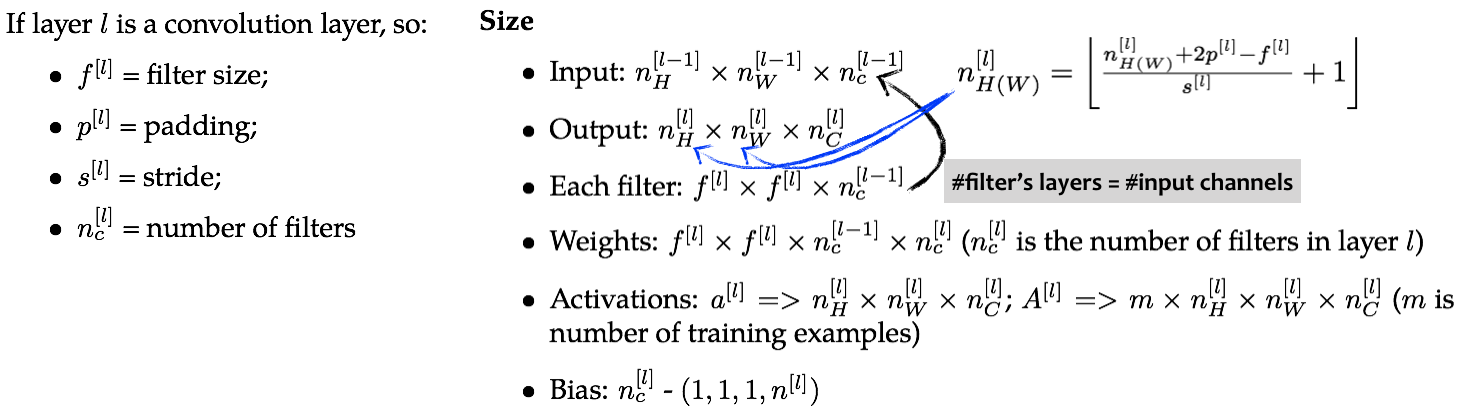 If layer l is a convolution layer, so:
• f^{[l]} = filter size;
• p^{[l]} = padding;
• s^{[l]} = stride;
• n_c^{[l]} = number of filters
Size
• Input: n_H^{[l-1]} × n_W^{[l-1]} × n_c^{[l-1]}
n_{H(W)}^{[l]} = ⌊ \frac{n_{H(W)}^{[l]}+2p^{[l]}-f^{[l]}}{s^{[l]}} + 1 ⌋
• Output: n_H^{[l]} × n_W^{[l]} × n_C^{[l]}
• Each filter: f^{[l]} × f^{[l]} × n_c^{[l-1]}
#filter's layers = #input channels
• Weights: f^{[l]} × f^{[l]} × n_c^{[l-1]} × n_c^{[l]} (n_c^{[l]} is the number of filters in layer l)
• Activations: a^{[l]} => n_H^{[l]} × n_W^{[l]} × n_C^{[l]}; A^{[l]} => m × n_H^{[l]} × n_W^{[l]} × n_C^{[l]} (m is
number of training examples)
• Bias: n_c^{[l]} - (1, 1, 1, n^{[l]})